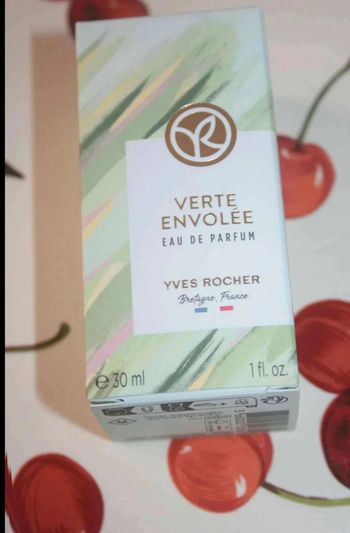 VERTE
ENVOLÉE
EAU DE PARFUM
YVES ROCHER
Bretagne, France
℮ 30 ml
1 fl. oz.